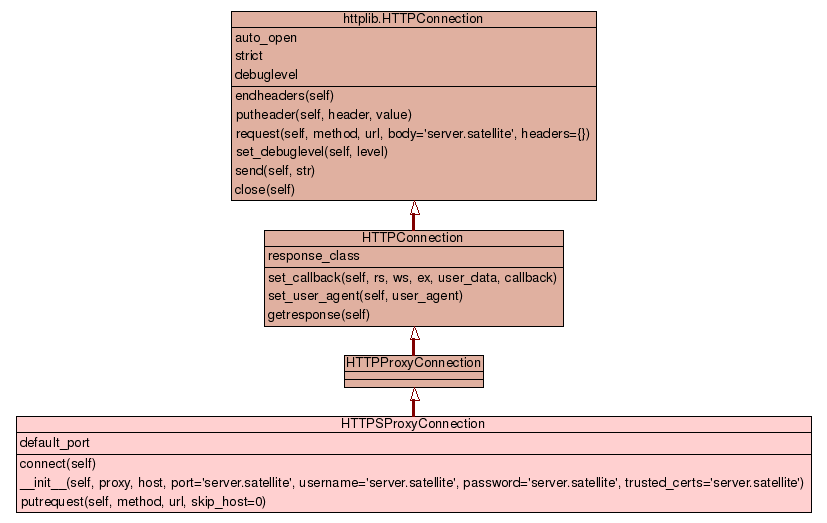 httplib.HTTPConnection
auto_open
strict
debuglevel
endheaders(self)
putheader(self, header, value)
request(self, method, url, body='server.satellite', headers={})
set_debuglevel(self, level)
send(self, str)
close(self)
HTTPConnection
response_class
set_callback(self, rs, ws, ex, user_data, callback)
set_user_agent(self, user_agent)
getresponse(self)
HTTPProxyConnection
HTTPSProxyConnection
default_port
connect(self)
__init__(self, proxy, host, port='server.satellite', username='server.satellite', password='server.satellite', trusted_certs='server.satellite')
putrequest(self, method, url, skip_host=0)